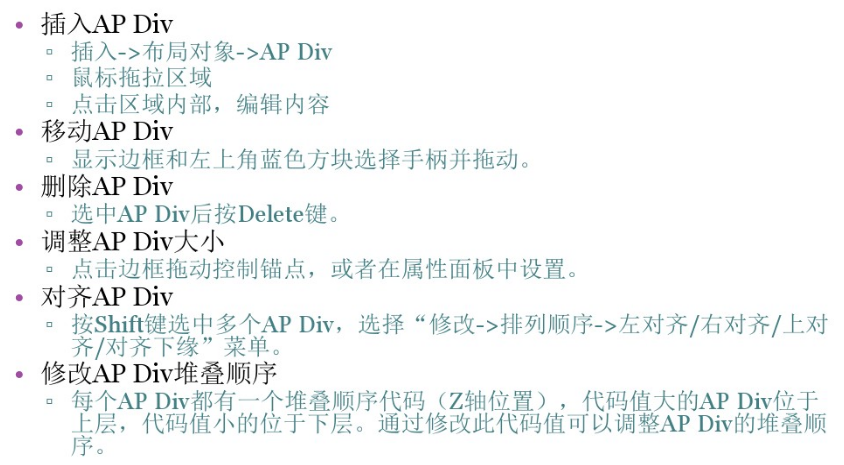 • 插入AP Div
▫ 插入->布局对象->AP Div
▫ 鼠标拖拉区域
▫ 点击区域内部，编辑内容
• 移动AP Div
▫ 显示边框和左上角蓝色方块选择手柄并拖动。
• 删除AP Div
▫ 选中AP Div后按Delete键。
• 调整AP Div大小
▫ 点击边框拖动控制锚点，或者在属性面板中设置。
• 对齐AP Div
▫ 按Shift键选中多个AP Div，选择“修改->排列顺序->左对齐/右对齐/上对
齐/对齐下缘”菜单。
• 修改AP Div堆叠顺序
▫ 每个AP Div都有一个堆叠顺序代码（Z轴位置），代码值大的AP Div位于
上层，代码值小的位于下层。通过修改此代码值可以调整AP Div的堆叠顺
序。